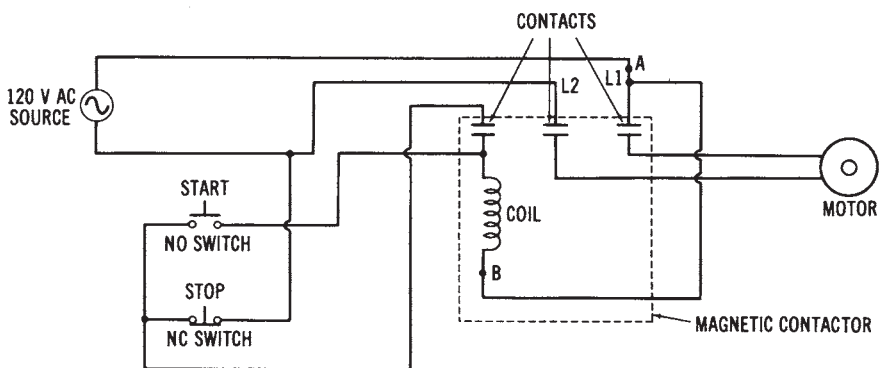 CONTACTS
A
L1
L2
120 V AC
SOURCE
START
NO SWITCH
COIL
MOTOR
B
STOP
NC SWITCH
MAGNETIC CONTACTOR